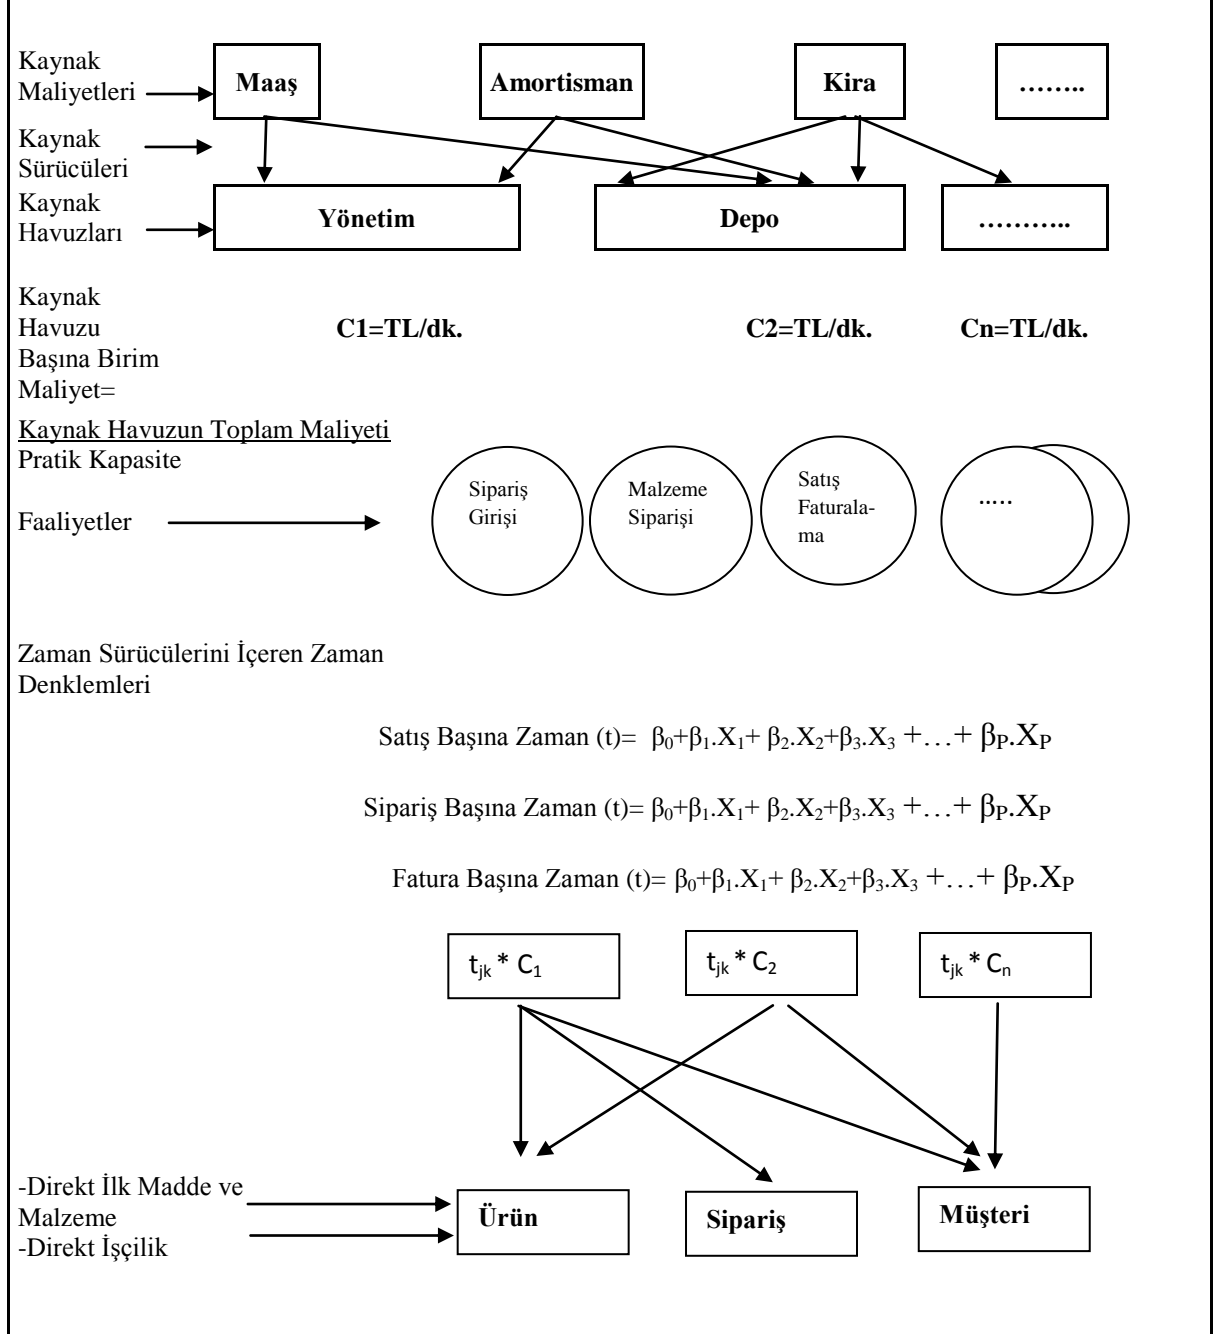 Kaynak
Maliyetleri
Maaş
Amortisman
Kira
……..
Kaynak
Sürücüleri
Kaynak
Havuzları
Yönetim
Depo
………..
Kaynak
Havuzu
Başına Birim
Maliyet=
C1=TL/dk.
C2=TL/dk.
Cn=TL/dk.
Kaynak Havuzun Toplam Maliyeti
Pratik Kapasite
Faaliyetler
Sipariş
Girişi
Malzeme
Siparişi
Satış
Faturala-
ma
…..
Zaman Sürücülerini İçeren Zaman
Denklemleri
Satış Başına Zaman (t)= β₀+β₁.X₁+ β₂.X₂+β₃.X₃ +…+ βP.XP
Sipariş Başına Zaman (t)= β₀+β₁.X₁+ β₂.X₂+β₃.X₃ +…+ βP.XP
Fatura Başına Zaman (t)= β₀+β₁.X₁+ β₂.X₂+β₃.X₃ +…+ βP.XP
tjk * C1
tjk * C2
tjk * Cn
-Direkt İlk Madde ve
Malzeme
-Direkt İşçilik
Ürün
Sipariş
Müşteri